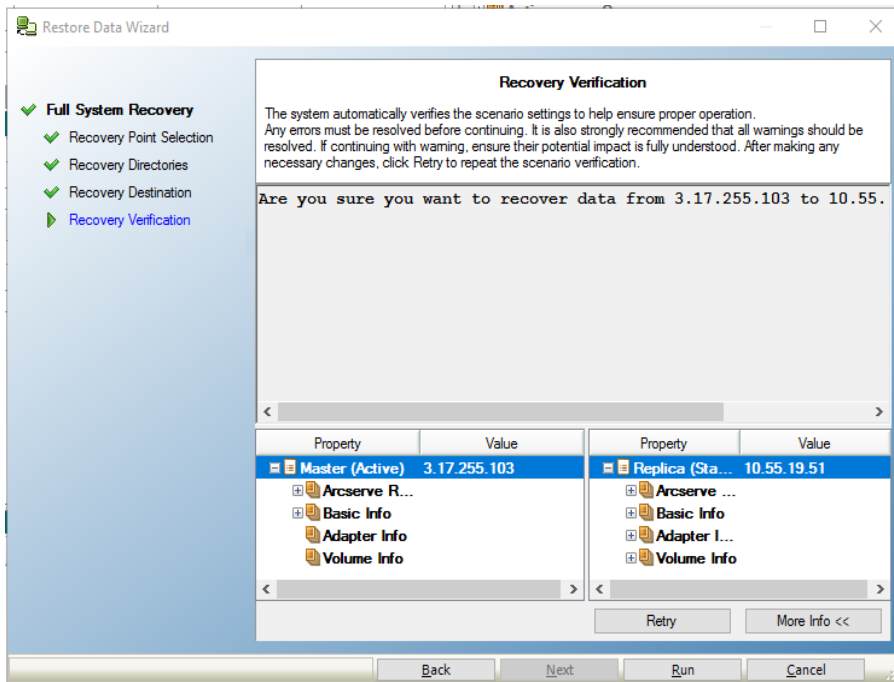 Restore Data Wizard
Full System Recovery
Recovery Point Selection
Recovery Directories
Recovery Destination
Recovery Verification
Recovery Verification
The system automatically verifies the scenario settings to help ensure proper operation.
Any errors must be resolved before continuing. It is also strongly recommended that all warnings should be
resolved. If continuing with warning, ensure their potential impact is fully understood. After making any
necessary changes, click Retry to repeat the scenario verification.
Are you sure you want to recover data from 3.17.255.103 to 10.55.
Property Value
Master (Active) 3.17.255.103
Arcserve R...
Basic Info
Adapter Info
Volume Info
Property Value
Replica (Sta... 10.55.19.51
Arcserve ...
Basic Info
Adapter I...
Volume Info
Retry More Info <<
Back Next Run Cancel